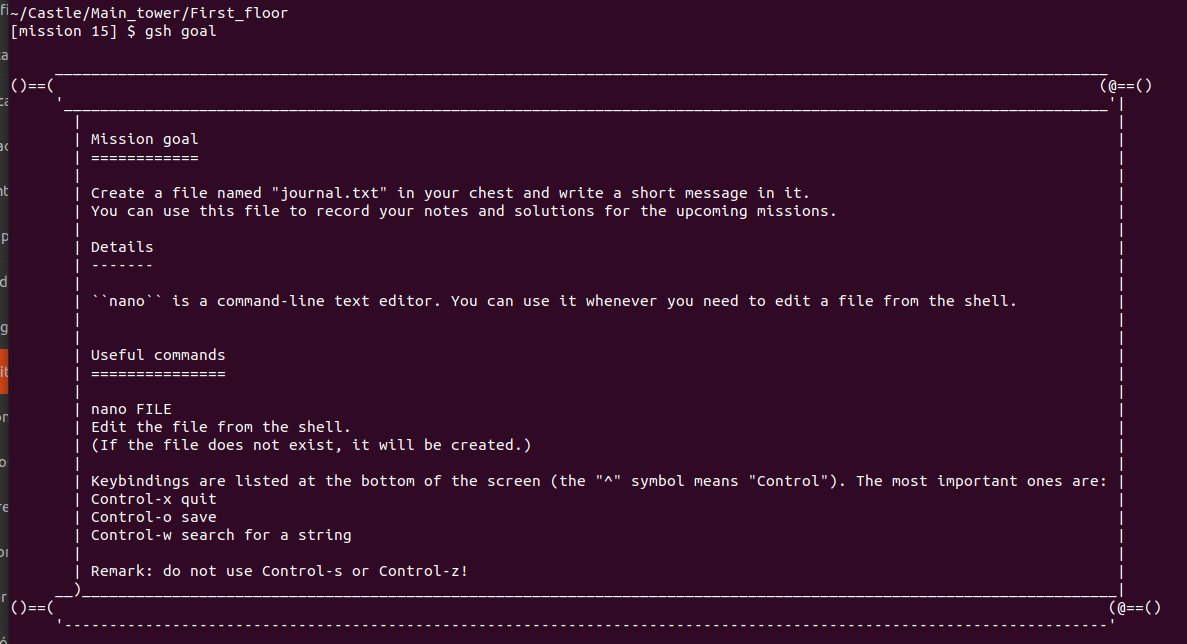 ~/Castle/Main_tower/First_floor
[mission 15] $ gsh goal
()==( (@==()
Mission goal
============
Create a file named "journal.txt" in your chest and write a short message in it.
You can use this file to record your notes and solutions for the upcoming missions.
Details
-------
``nano`` is a command-line text editor. You can use it whenever you need to edit a file from the shell.
Useful commands
===============
nano FILE
Edit the file from the shell.
(If the file does not exist, it will be created.)
Keybindings are listed at the bottom of the screen (the "^" symbol means "Control"). The most important ones are:
Control-x quit
Control-o save
Control-w search for a string
Remark: do not use Control-s or Control-z!
()==( (@==()